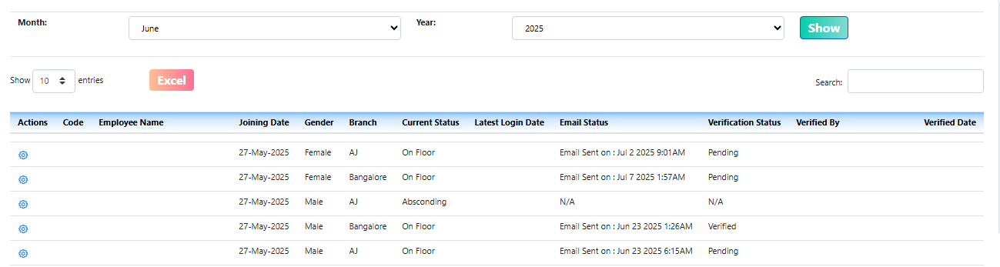 Month: June Year: 2025 Show
Show 10 entries Excel Search:
Actions Code Employee Name Joining Date Gender Branch Current Status Latest Login Date Email Status Verification Status Verified By Verified Date
27-May-2025 Female AJ On Floor Email Sent on : Jul 2 2025 9:01AM Pending
27-May-2025 Female Bangalore On Floor Email Sent on : Jul 7 2025 1:57AM Pending
27-May-2025 Male AJ Absconding N/A N/A
27-May-2025 Male Bangalore On Floor Email Sent on : Jun 23 2025 1:26AM Verified
27-May-2025 Male AJ On Floor Email Sent on : Jun 23 2025 6:15AM Pending